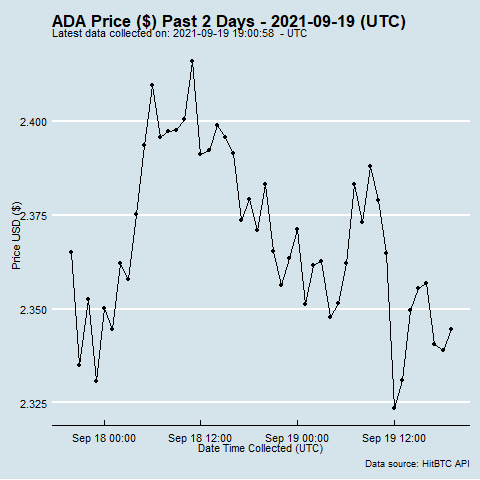 ADA Price ($) Past 2 Days - 2021-09-19 (UTC)
Latest data collected on: 2021-09-19 19:00:58 - UTC
2.400
2.375
2.350
2.325
Price USD ($)
Sep 18 00:00 Sep 18 12:00 Sep 19 00:00 Sep 19 12:00
Date Time Collected (UTC)
Data source: HitBTC API